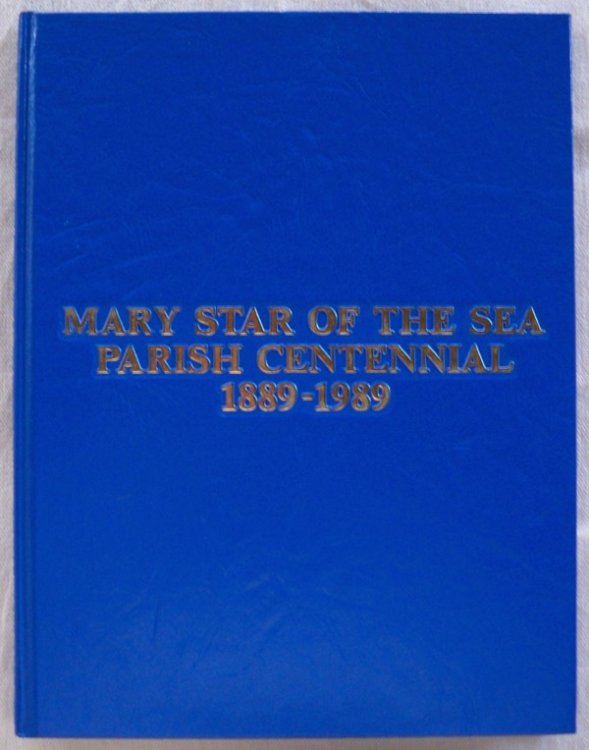 MARY STAR OF THE SEA
PARISH CENTENNIAL
1889-1989